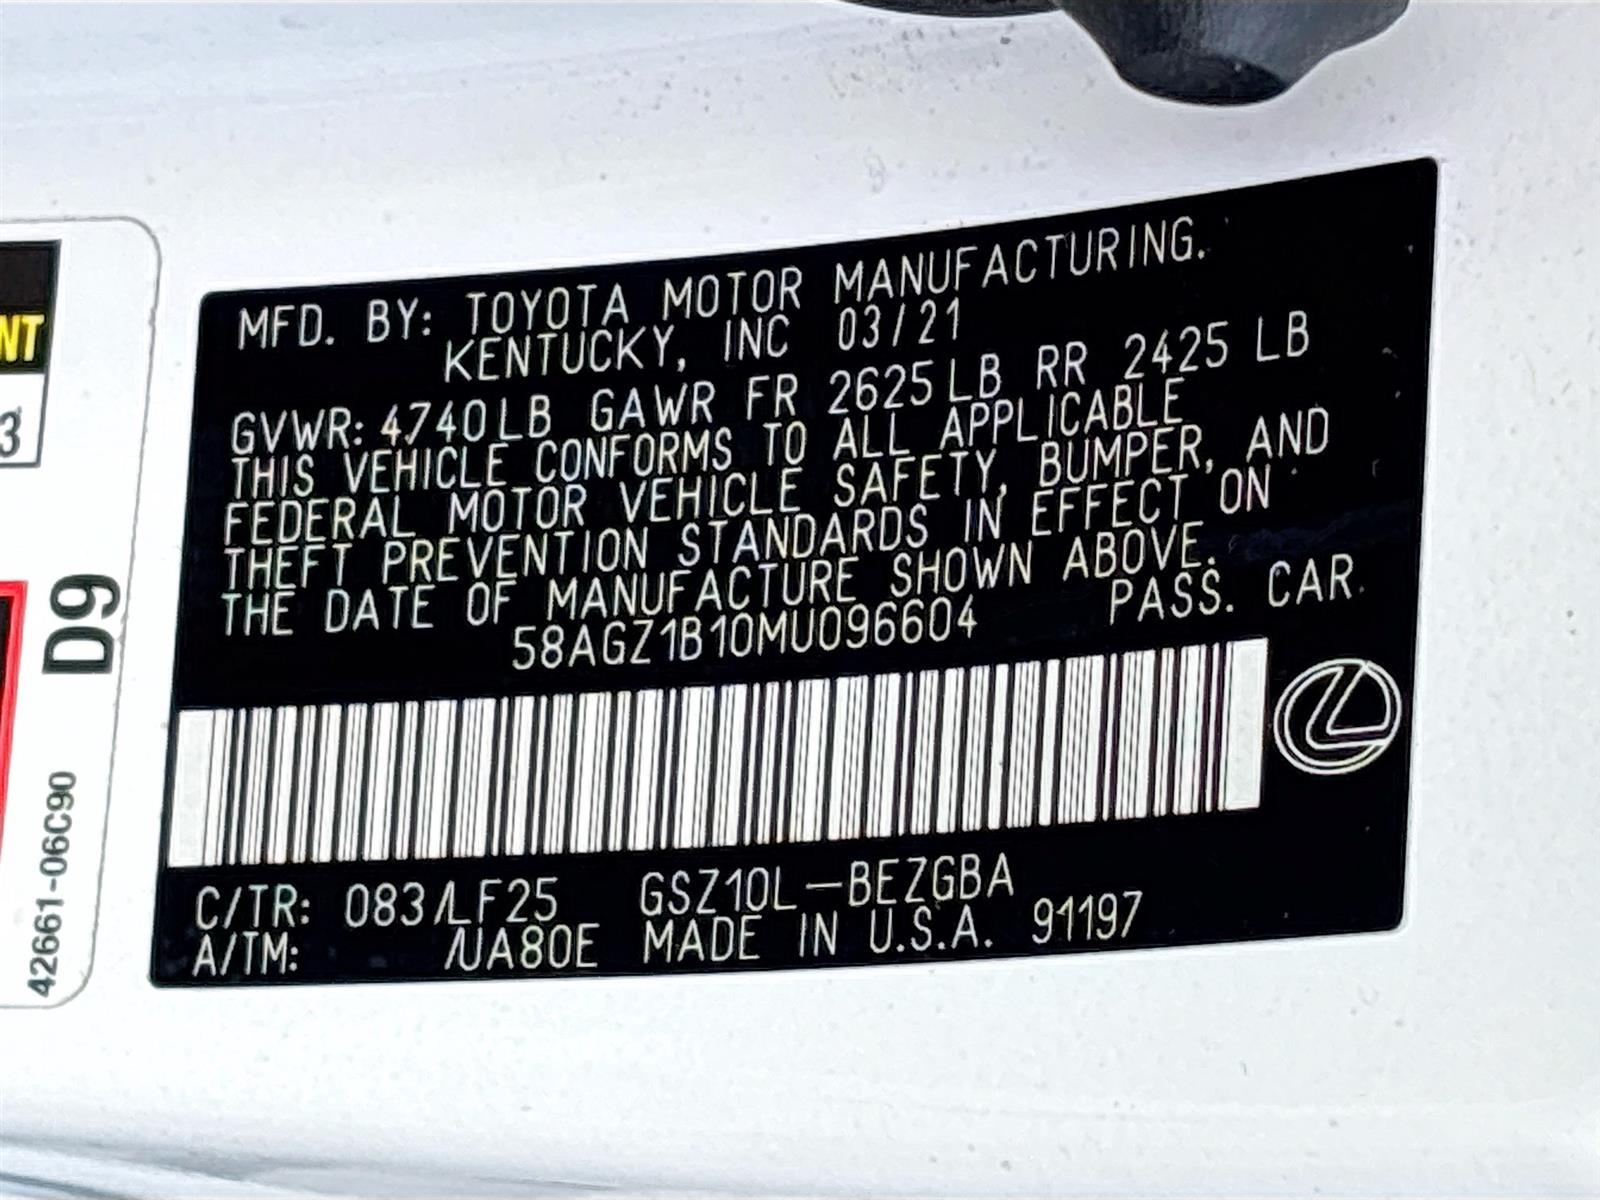 MFD. BY: TOYOTA MOTOR MANUFACTURING.
KENTUCKY, INC 03/21
GVWR: 4740LB GAWR FR 2625LB RR 2425 LB
THIS VEHICLE CONFORMS TO ALL APPLICABLE
FEDERAL MOTOR VEHICLE SAFETY, BUMPER, AND
THEFT PREVENTION STANDARDS IN EFFECT ON
THE DATE OF MANUFACTURE SHOWN ABOVE.
58AGZ1B10MU096604 PASS. CAR
C/TR: 083/LF25 GSZ10L-BEZGBA
A/TM: /UA80E MADE IN U.S.A. 91197
NT
3
D9
42661-06C90